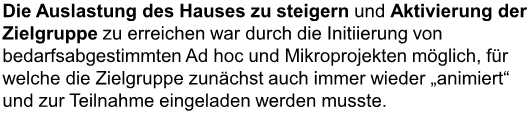 Die Auslastung des Hauses zu steigern und Aktivierung der
Zielgruppe zu erreichen war durch die Initiierung von
bedarfsabgestimmten Ad hoc und Mikroprojekten möglich, für
welche die Zielgruppe zunächst auch immer wieder „animiert“
und zur Teilnahme eingeladen werden musste.